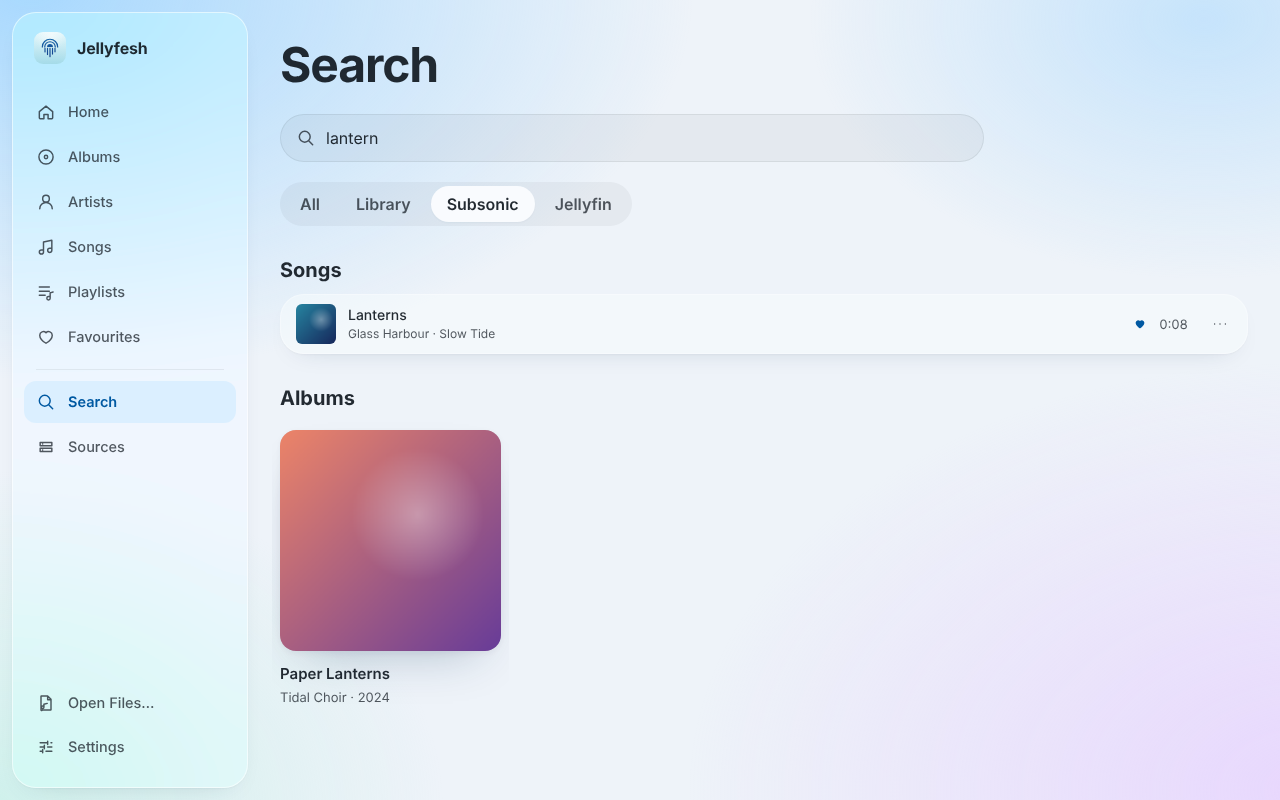 Jellyfesh
Home
Albums
Artists
Songs
Playlists
Favourites
Search
Sources
Open Files...
Settings
Search
lantern
All
Library
Subsonic
Jellyfin
Songs
Lanterns
Glass Harbour · Slow Tide
0:08
Albums
Paper Lanterns
Tidal Choir · 2024